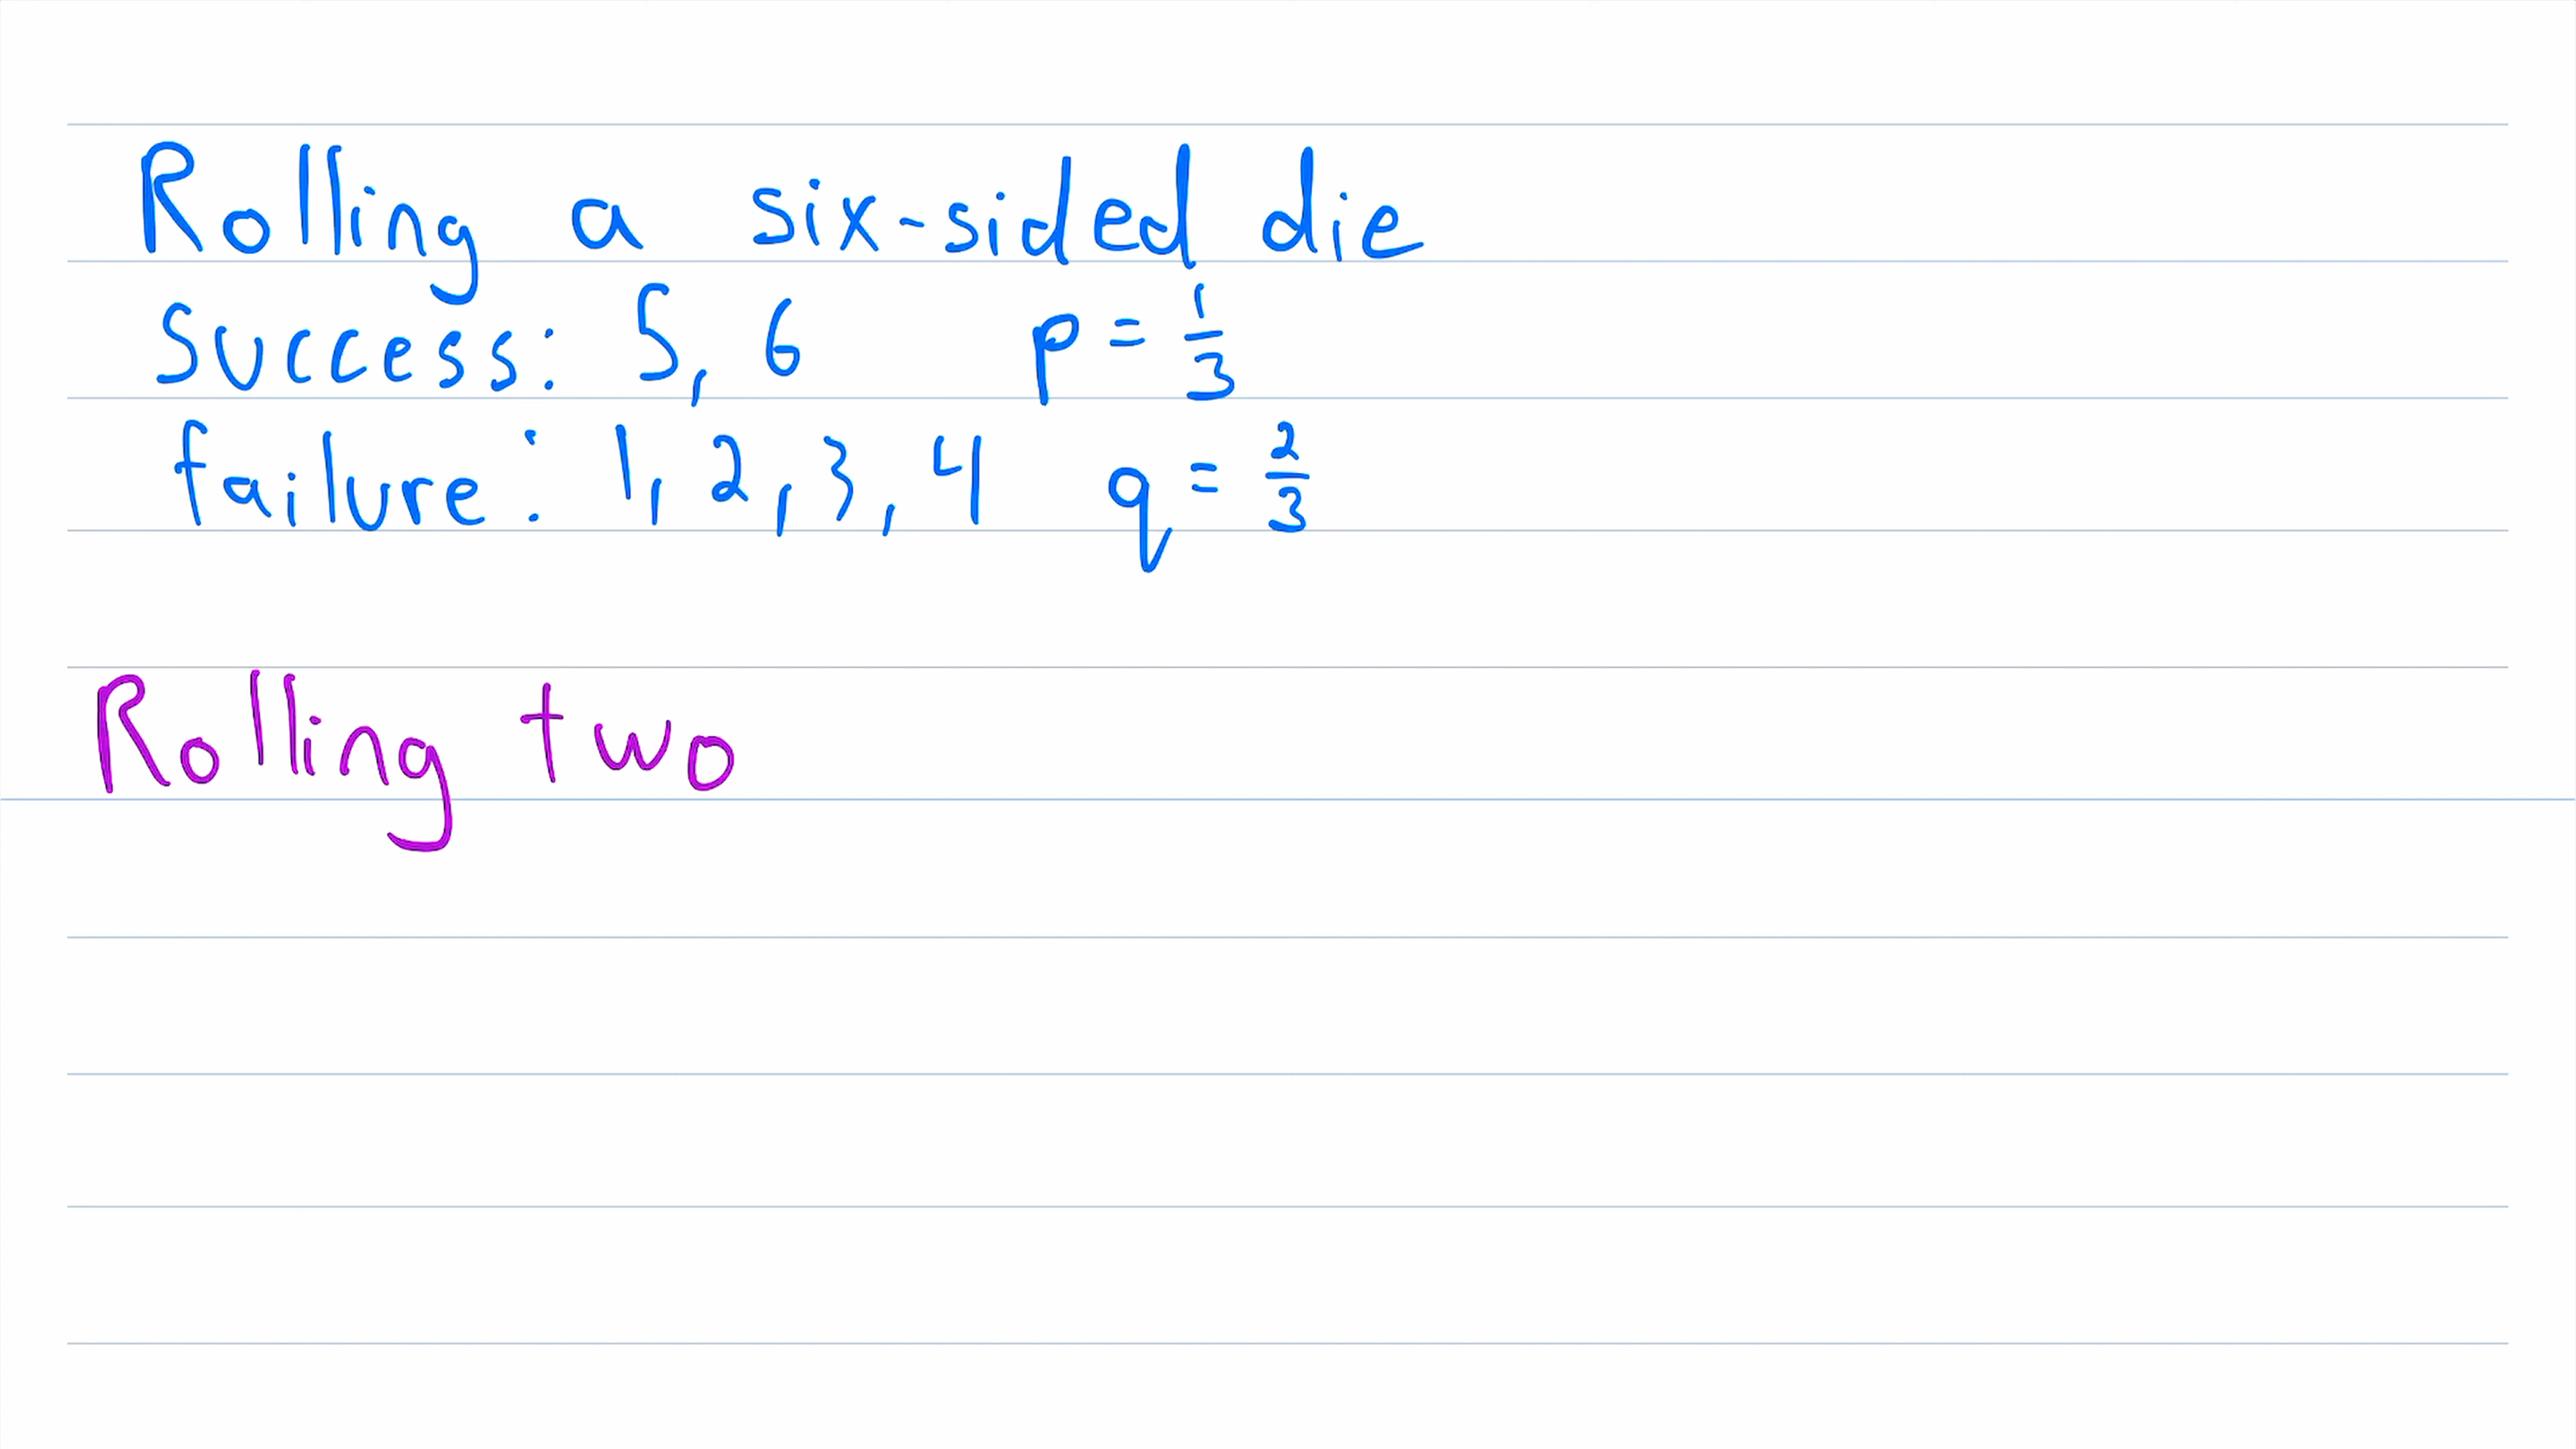 Rolling a six-sided die
Success: 5, 6 p = 1/3
failure: 1, 2, 3, 4 q = 2/3
Rolling two